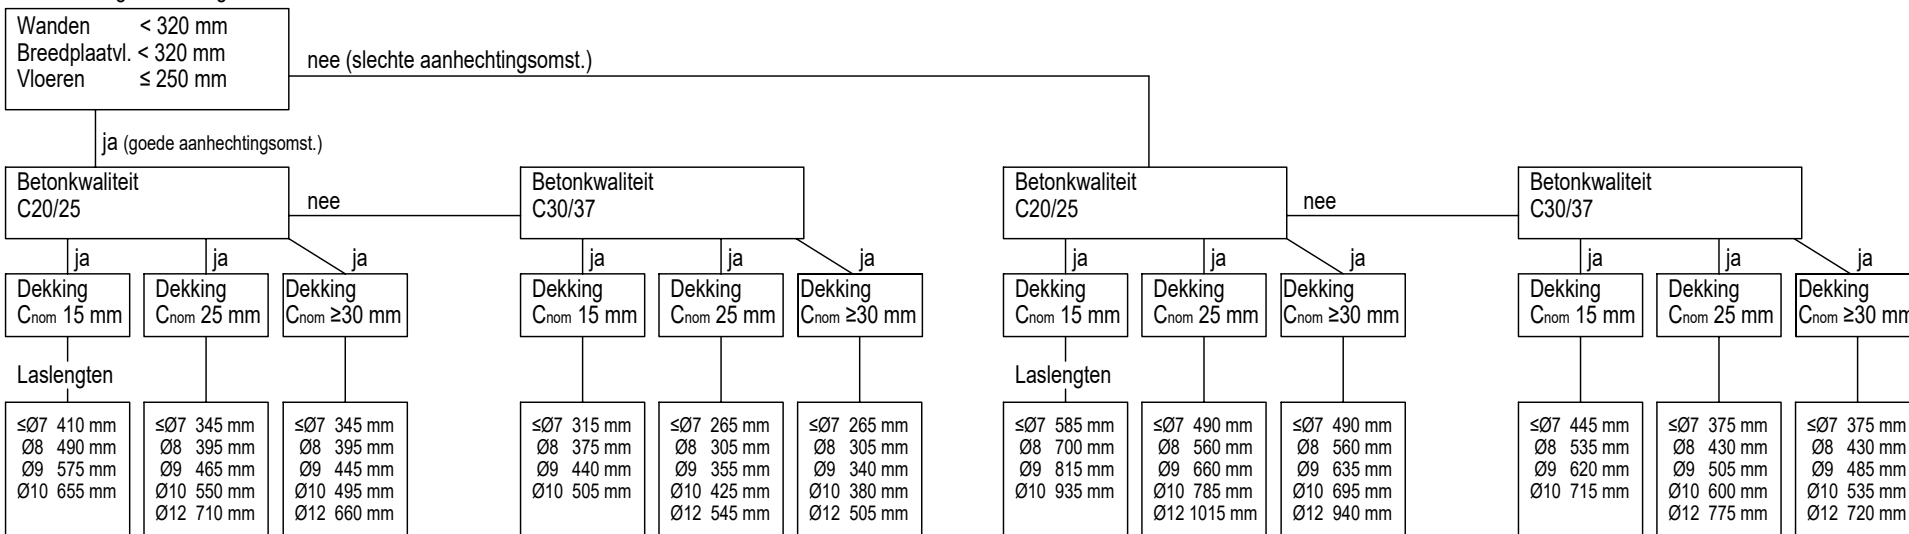 Wanden < 320 mm
Breedplaatvl. < 320 mm
Vloeren ≤ 250 mm
nee (slechte aanhechtingsomst.)
ja (goede aanhechtingsomst.)
Betonkwaliteit
C20/25
nee
Betonkwaliteit
C30/37
Betonkwaliteit
C20/25
nee
Betonkwaliteit
C30/37
ja
ja
ja
ja
ja
ja
ja
ja
ja
ja
ja
ja
Dekking
Cnom 15 mm
Dekking
Cnom 25 mm
Dekking
Cnom ≥30 mm
Dekking
Cnom 15 mm
Dekking
Cnom 25 mm
Dekking
Cnom ≥30 mm
Dekking
Cnom 15 mm
Dekking
Cnom 25 mm
Dekking
Cnom ≥30 mm
Dekking
Cnom 15 mm
Dekking
Cnom 25 mm
Dekking
Cnom ≥30 mm
Laslengten
Laslengten
≤Ø7 410 mm
Ø8 490 mm
Ø9 575 mm
Ø10 655 mm
≤Ø7 345 mm
Ø8 395 mm
Ø9 465 mm
Ø10 550 mm
Ø12 710 mm
≤Ø7 345 mm
Ø8 395 mm
Ø9 445 mm
Ø10 495 mm
Ø12 660 mm
≤Ø7 315 mm
Ø8 375 mm
Ø9 440 mm
Ø10 505 mm
≤Ø7 265 mm
Ø8 305 mm
Ø9 355 mm
Ø10 425 mm
Ø12 545 mm
≤Ø7 265 mm
Ø8 305 mm
Ø9 340 mm
Ø10 380 mm
Ø12 505 mm
≤Ø7 585 mm
Ø8 700 mm
Ø9 815 mm
Ø10 935 mm
≤Ø7 490 mm
Ø8 560 mm
Ø9 660 mm
Ø10 785 mm
Ø12 1015 mm
≤Ø7 490 mm
Ø8 560 mm
Ø9 635 mm
Ø10 695 mm
Ø12 940 mm
≤Ø7 445 mm
Ø8 535 mm
Ø9 620 mm
Ø10 715 mm
≤Ø7 375 mm
Ø8 430 mm
Ø9 505 mm
Ø10 600 mm
Ø12 775 mm
≤Ø7 375 mm
Ø8 430 mm
Ø9 485 mm
Ø10 535 mm
Ø12 720 mm